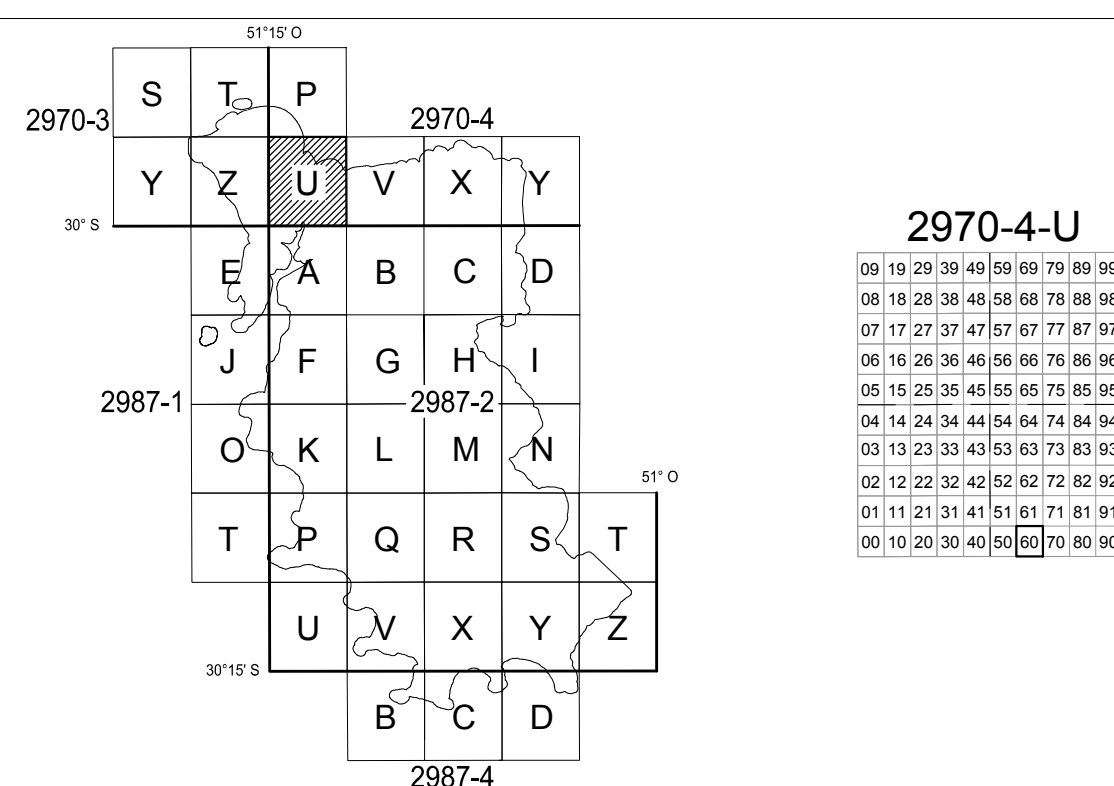 51°15' O
S T P
2970-3 2970-4
Y Z U V X Y
30° S
E A B C D
J F G H I
2987-1 2987-2
O K L M N
51° O
T P Q R S T
U V X Y Z
30°15' S
B C D
2987-4
2970-4-U
09 19 29 39 49 59 69 79 89 99
08 18 28 38 48 58 68 78 88 98
07 17 27 37 47 57 67 77 87 97
06 16 26 36 46 56 66 76 86 96
05 15 25 35 45 55 65 75 85 95
04 14 24 34 44 54 64 74 84 94
03 13 23 33 43 53 63 73 83 93
02 12 22 32 42 52 62 72 82 92
01 11 21 31 41 51 61 71 81 91
00 10 20 30 40 50 60 70 80 90